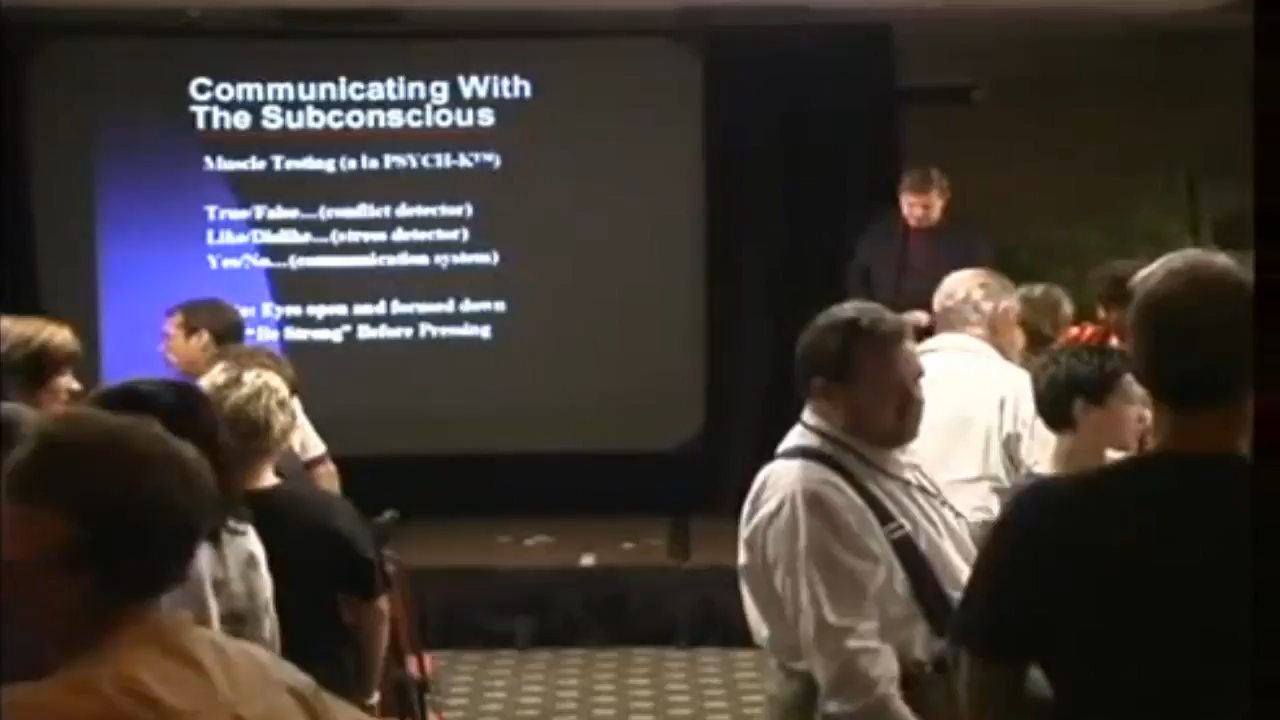 Communicating With
The Subconscious
Muscle Testing (a la PSYCH-K™)
True/False...(conflict detector)
Like/Dislike...(stress detector)
Yes/No...(communication system)
Eyes open and focused down
"Be Strong" Before Pressing